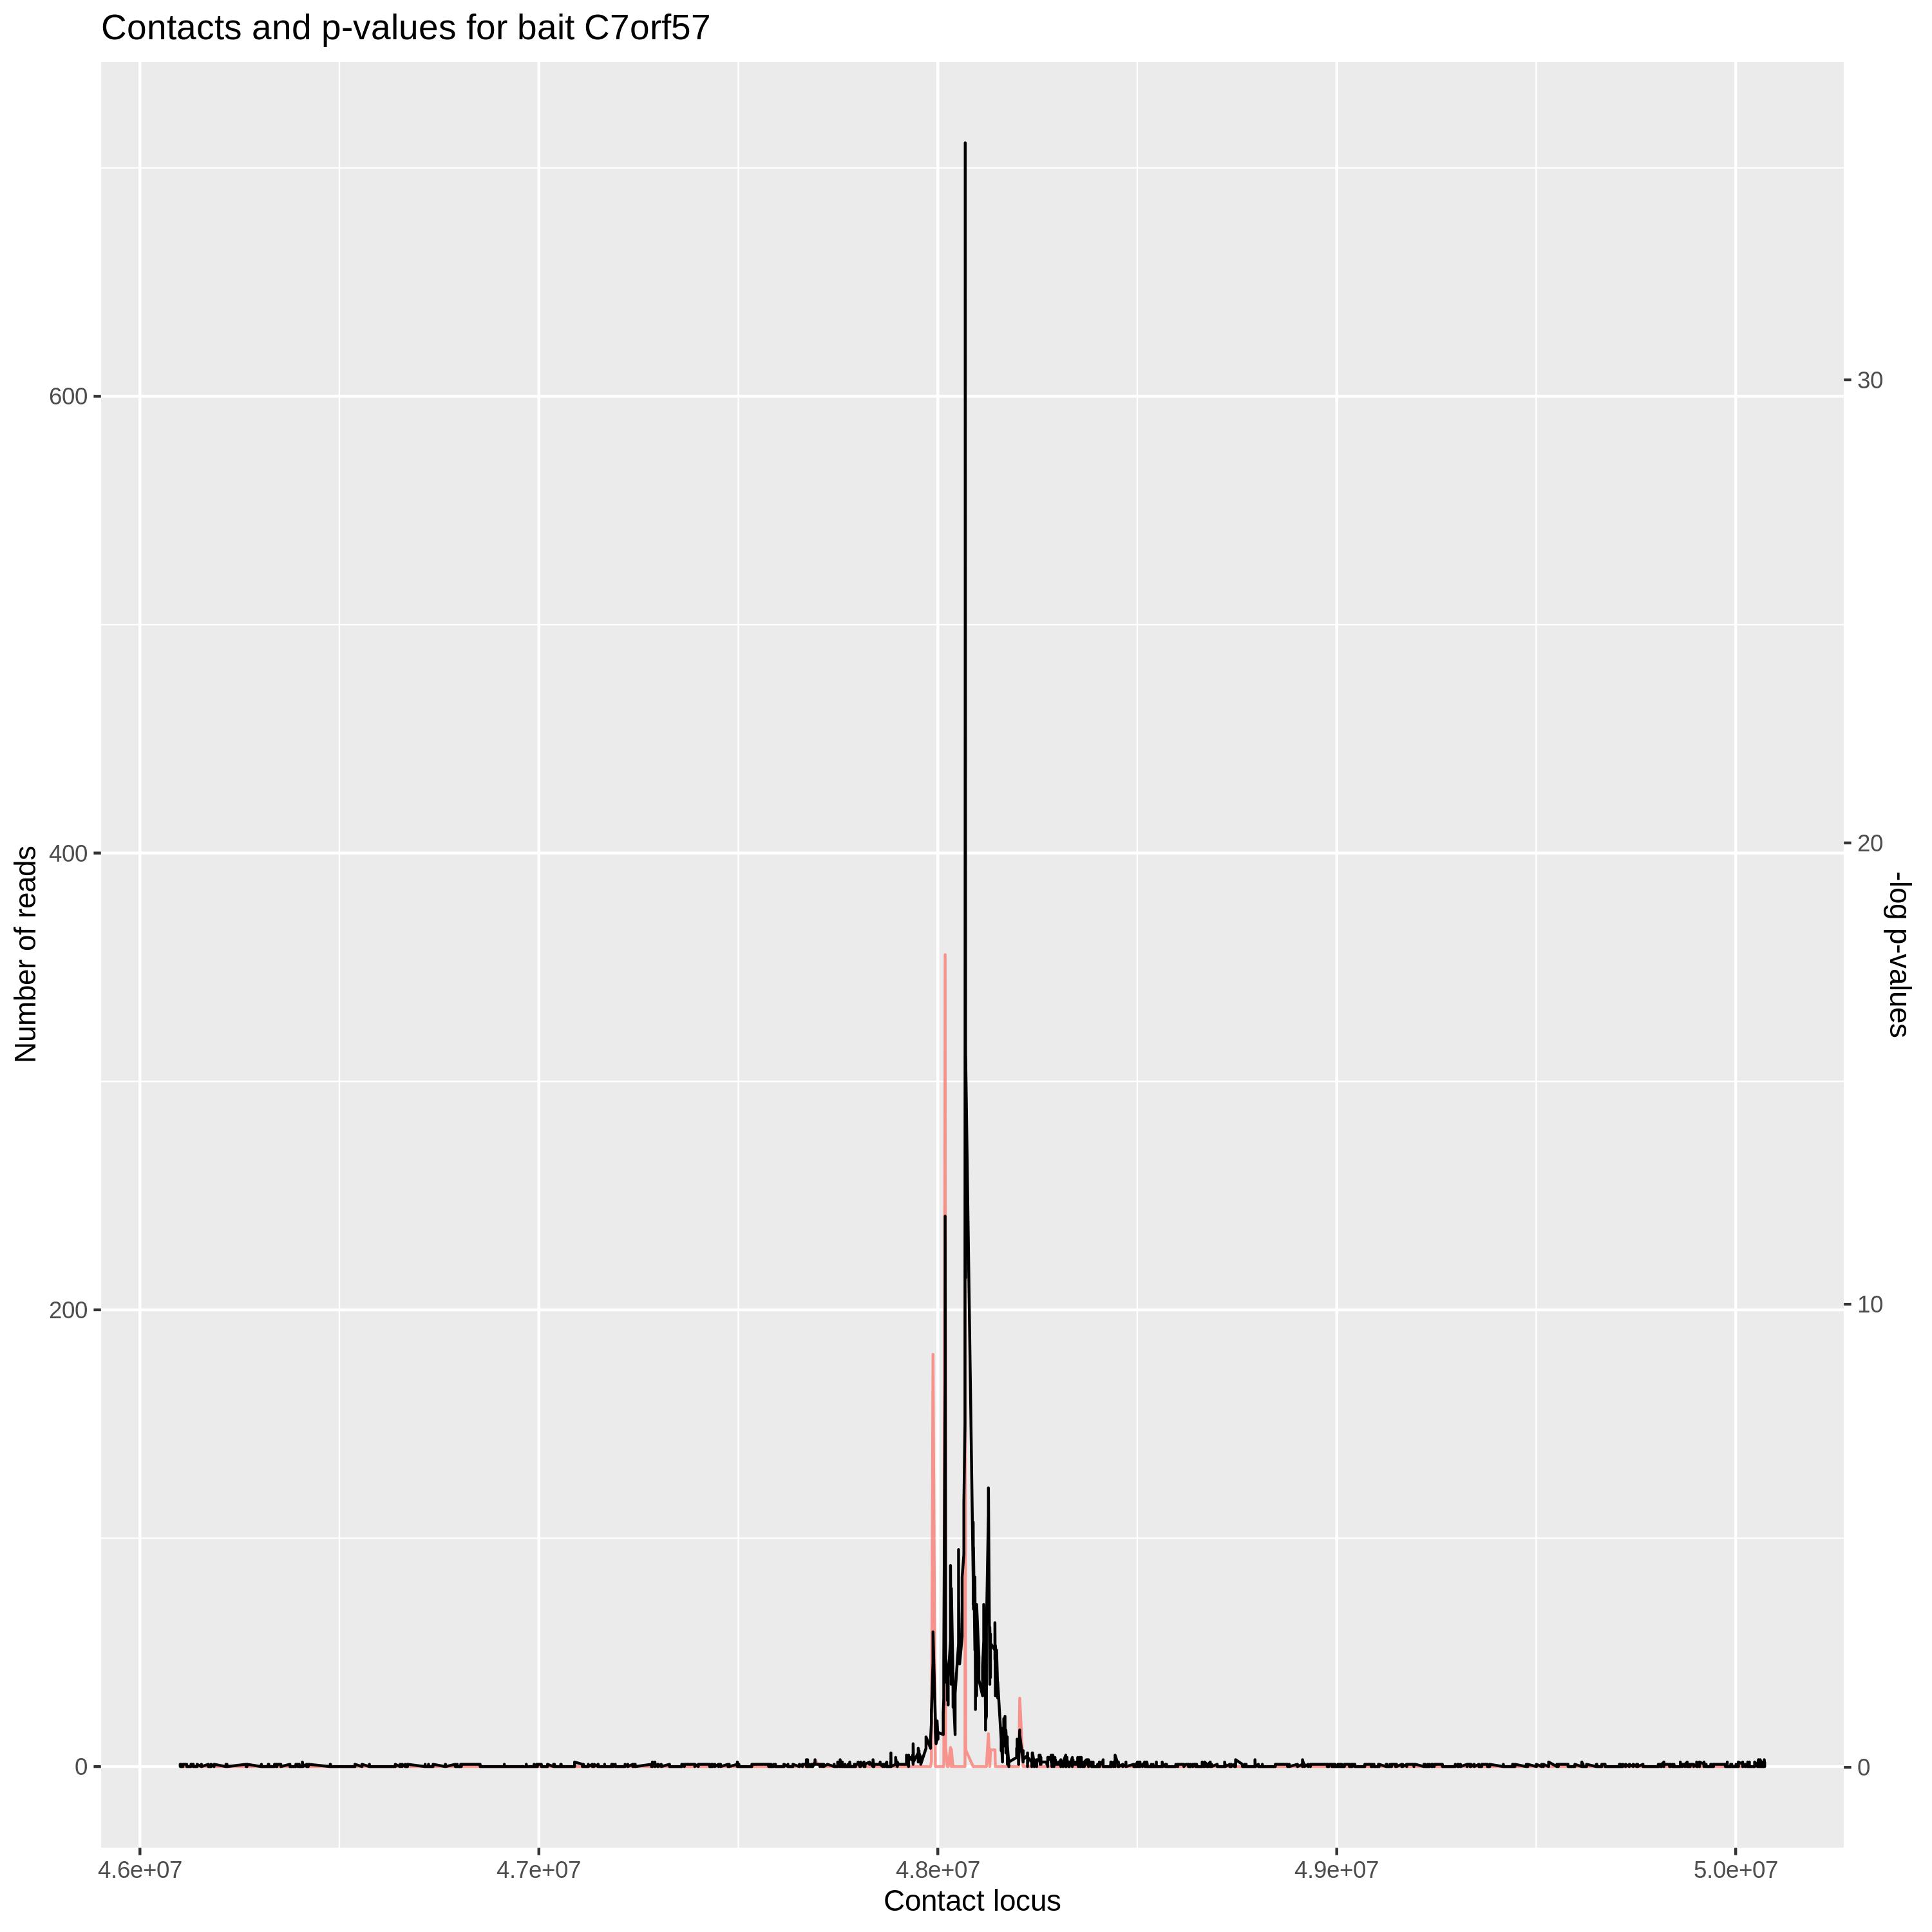 Contacts and p-values for bait C7orf57
600
400
200
0
Number of reads
30
20
10
0
-log p-values
4.6e+07 4.7e+07 4.8e+07 4.9e+07 5.0e+07
Contact locus